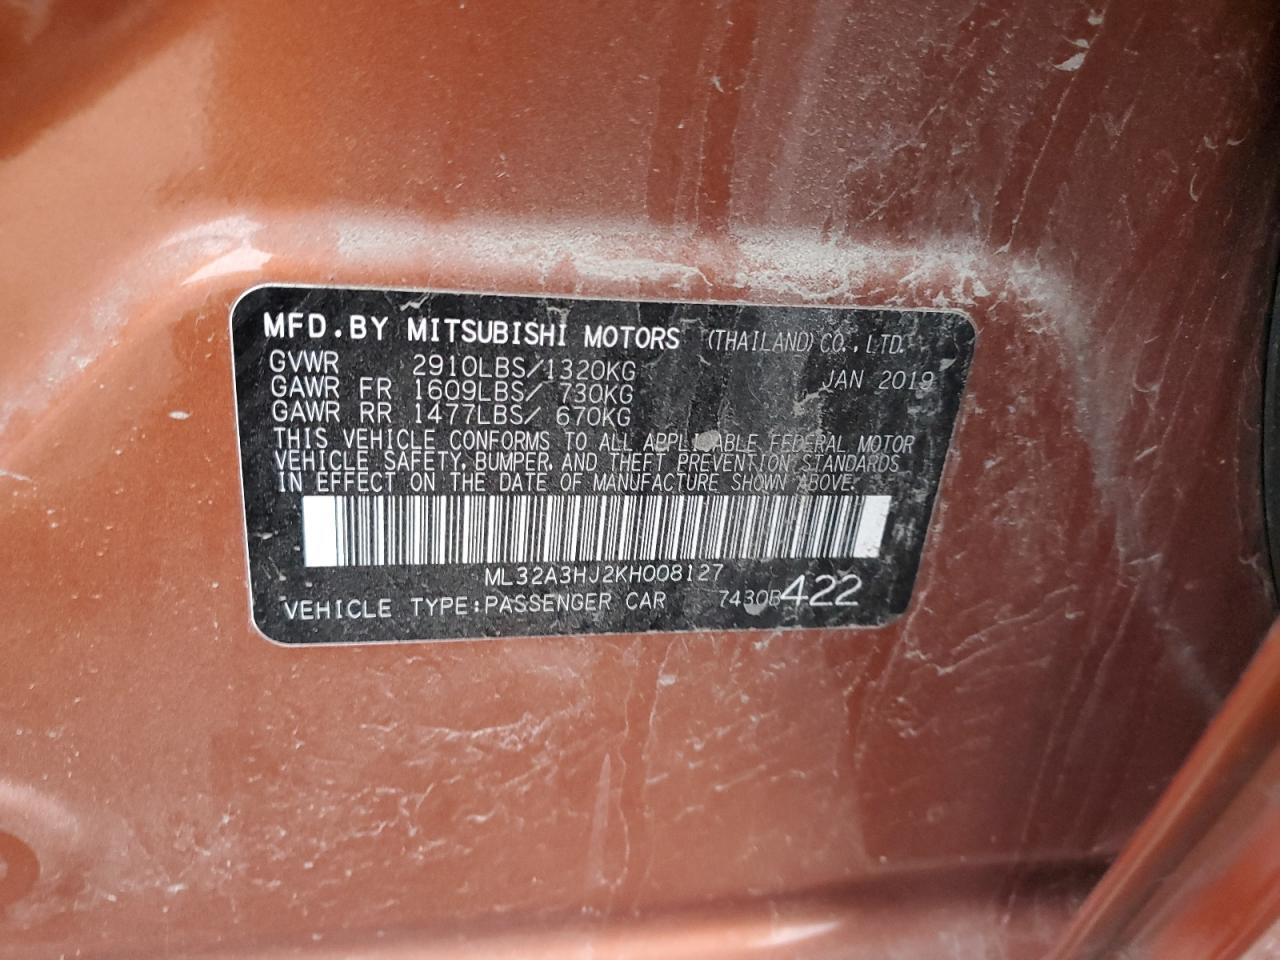 MFD.BY MITSUBISHI MOTORS (THAILAND) CO., LTD.
GVWR 2910LBS/1320KG JAN 2019
GAWR FR 1609LBS/ 730KG
GAWR RR 1477LBS/ 670KG
THIS VEHICLE CONFORMS TO ALL APPLICABLE FEDERAL MOTOR
VEHICLE SAFETY, BUMPER, AND THEFT PREVENTION STANDARDS
IN EFFECT ON THE DATE OF MANUFACTURE SHOWN ABOVE.
ML32A3HJ2KH008127
VEHICLE TYPE:PASSENGER CAR 7430B422